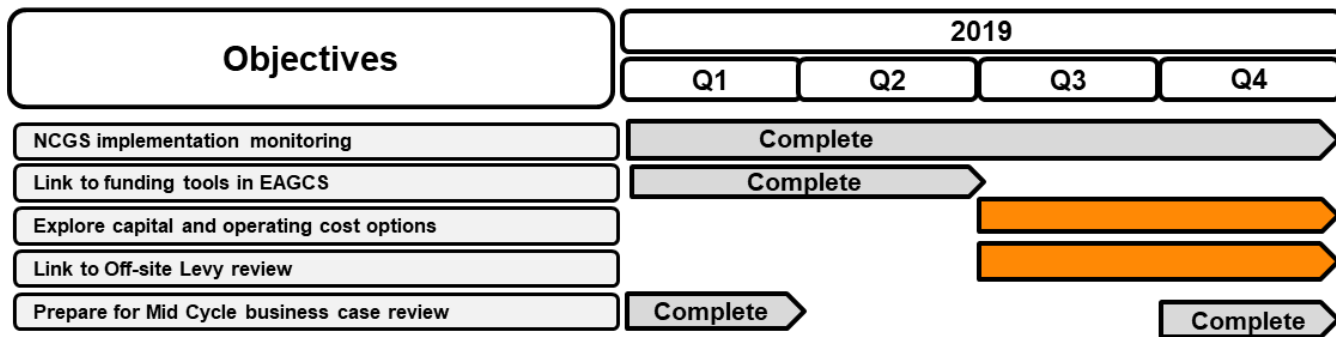 Objectives
2019
Q1 Q2 Q3 Q4
NCGS implementation monitoring Complete
Link to funding tools in EAGCS Complete
Explore capital and operating cost options
Link to Off-site Levy review
Prepare for Mid Cycle business case review Complete Complete